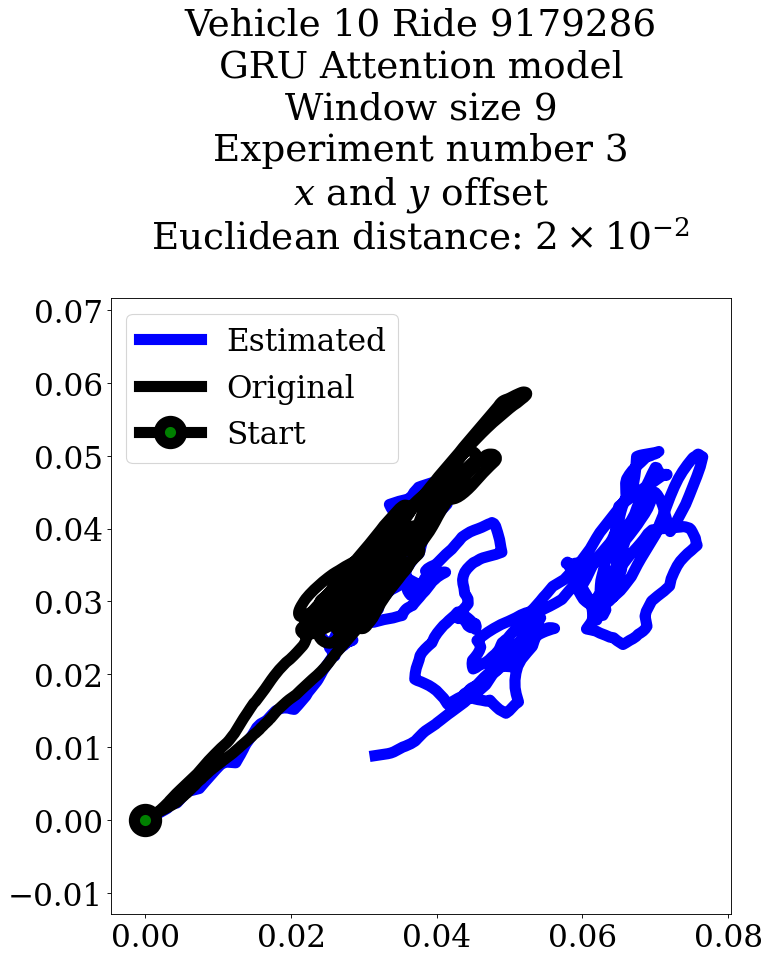 Vehicle 10 Ride 9179286
GRU Attention model
Window size 9
Experiment number 3
x and y offset
Euclidean distance: 2 × 10⁻²
0.07
0.06
0.05
0.04
0.03
0.02
0.01
0.00
−0.01
Estimated
Original
Start
0.00 0.02 0.04 0.06 0.08